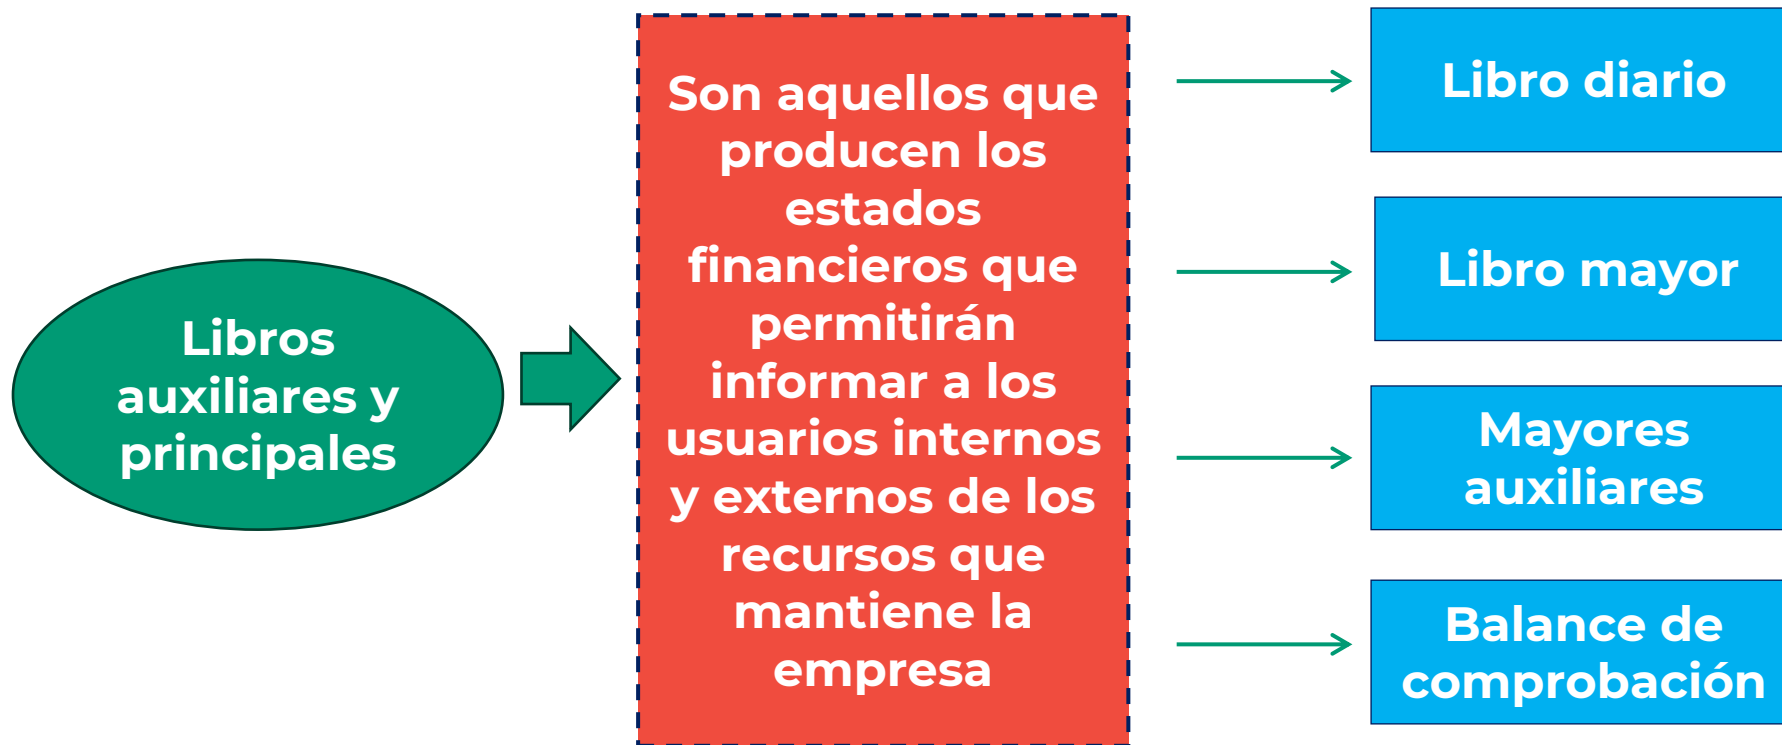 Libros
auxiliares y
principales
Son aquellos que
producen los
estados
financieros que
permitirán
informar a los
usuarios internos
y externos de los
recursos que
mantiene la
empresa
Libro diario
Libro mayor
Mayores
auxiliares
Balance de
comprobación